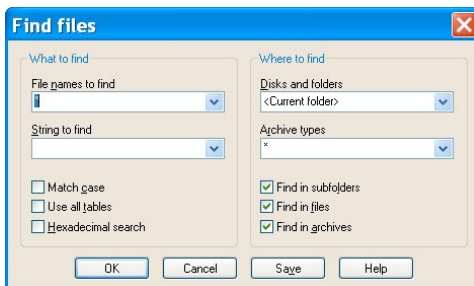 Find files
What to find
File names to find
*
String to find
Match case
Use all tables
Hexadecimal search
Where to find
Disks and folders
<Current folder>
Archive types
*
Find in subfolders
Find in files
Find in archives
OK
Cancel
Save
Help